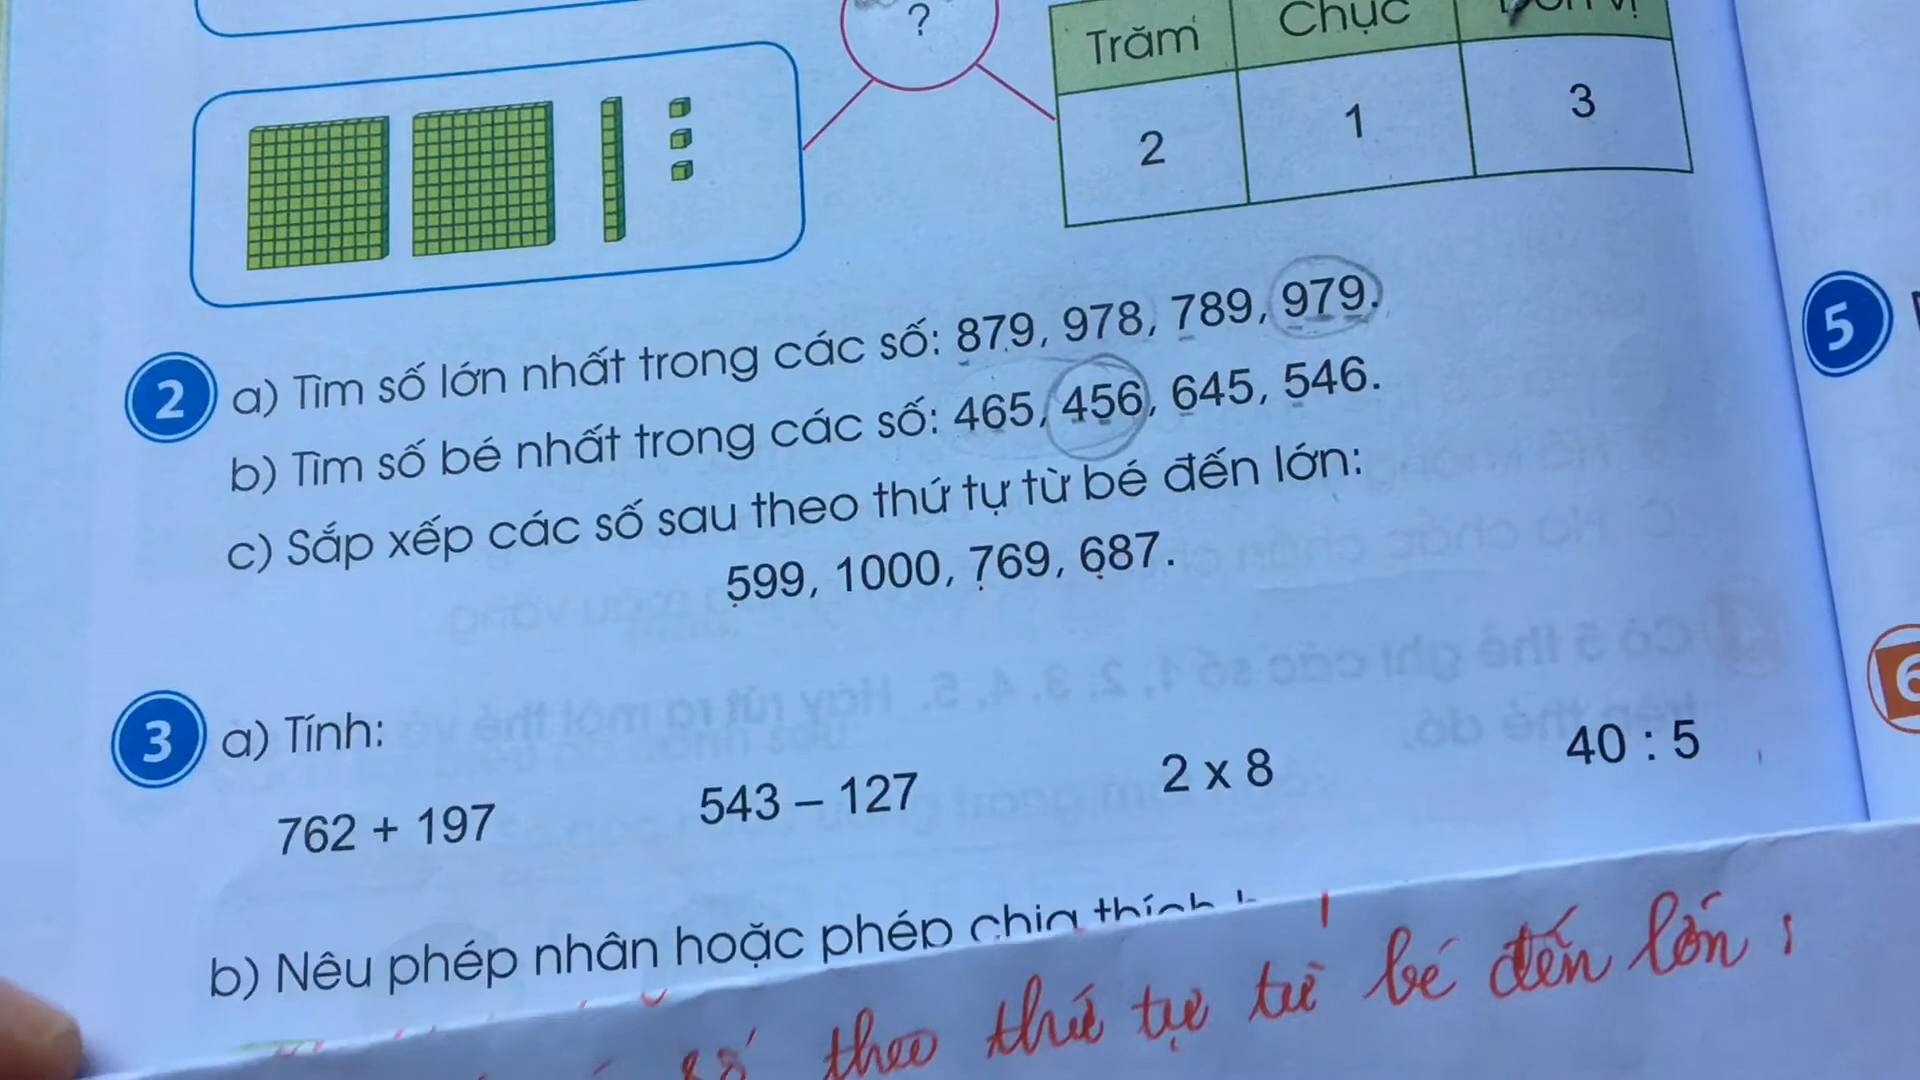 ?
Trăm Chục
2 1 3
2 a) Tìm số lớn nhất trong các số: 879, 978, 789, 979.
b) Tìm số bé nhất trong các số: 465, 456, 645, 546.
c) Sắp xếp các số sau theo thứ tự từ bé đến lớn:
599, 1000, 769, 687.
5
3 a) Tính:
762 + 197 543 – 127 2 x 8 40 : 5
6
b) Nêu phép nhân hoặc phép chia thích
số theo thứ tự từ bé đến lớn :